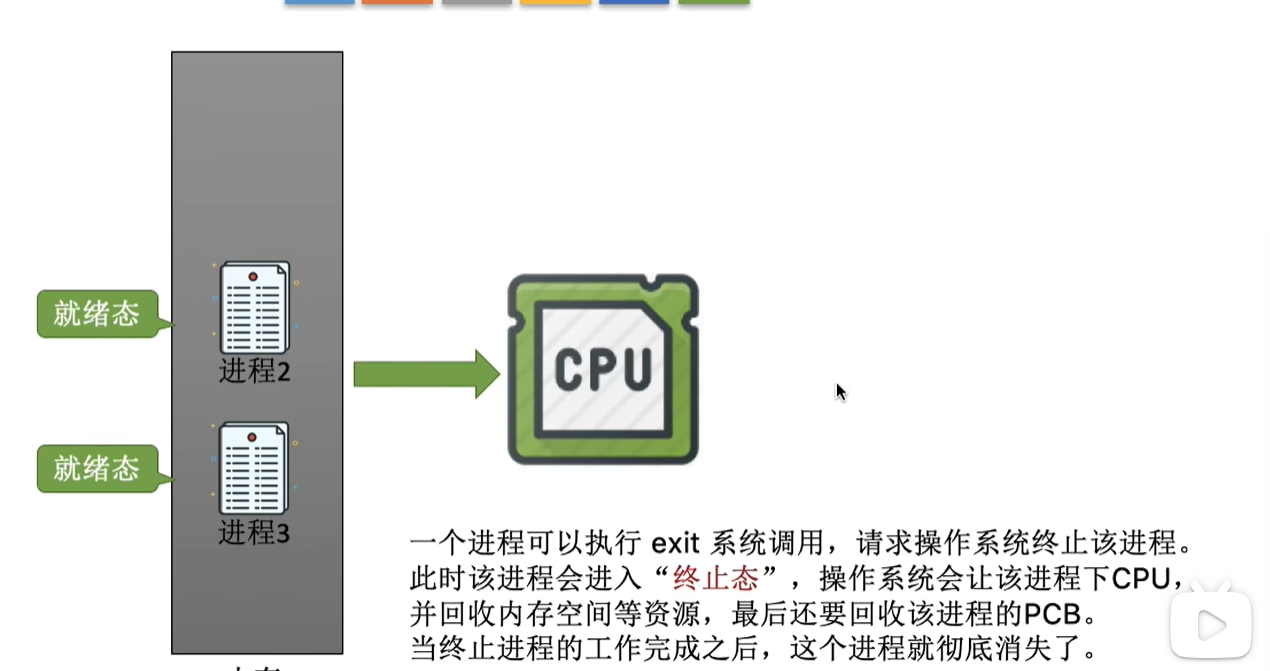 就绪态
进程2
CPU
就绪态
进程3
一个进程可以执行 exit 系统调用，请求操作系统终止该进程。
此时该进程会进入“终止态”，操作系统会让该进程下CPU，
并回收内存空间等资源，最后还要回收该进程的PCB。
当终止进程的工作完成之后，这个进程就彻底消失了。